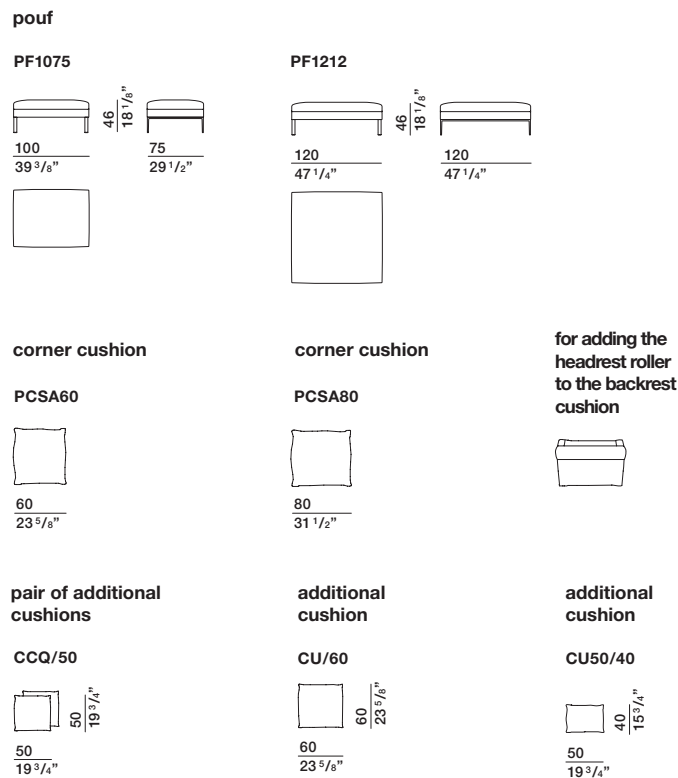 pouf
PF1075
PF1212
46
18 1/8”
46
18 1/8”
100
39 3/8”
75
29 1/2”
120
47 1/4”
120
47 1/4”
corner cushion
PCSA60
60
23 5/8”
corner cushion
PCSA80
80
31 1/2”
for adding the
headrest roller
to the backrest
cushion
pair of additional
cushions
CCQ/50
50
19 3/4”
50
19 3/4”
additional
cushion
CU/60
60
23 5/8”
60
23 5/8”
additional
cushion
CU50/40
40
15 3/4”
50
19 3/4”